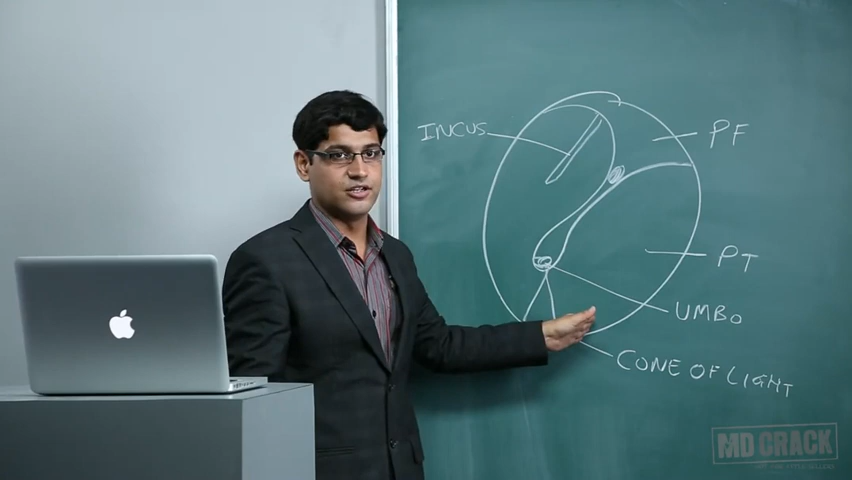 INCUS
PF
PT
UMBO
CONE OF LIGHT
MD CRACK